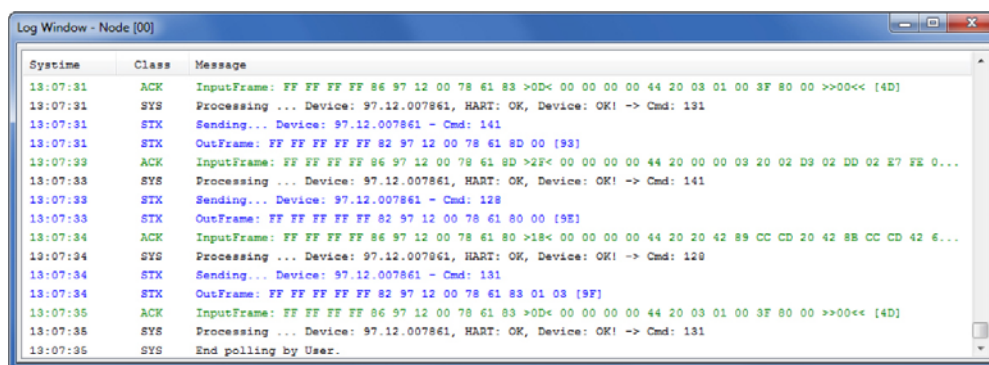 Log Window - Node [00]
Systime Class Message
13:07:31 ACK InputFrame: FF FF FF FF 86 97 12 00 78 61 83 >0D< 00 00 00 00 44 20 03 01 00 3F 80 00 >>00<< [4D]
13:07:31 SYS Processing ... Device: 97.12.007861, HART: OK, Device: OK! -> Cmd: 131
13:07:31 STX Sending... Device: 97.12.007861 - Cmd: 141
13:07:31 STX OutFrame: FF FF FF FF FF 82 97 12 00 78 61 8D 00 [93]
13:07:33 ACK InputFrame: FF FF FF FF 86 97 12 00 78 61 8D >2F< 00 00 00 00 44 20 00 00 03 20 02 D3 02 DD 02 E7 FE 0...
13:07:33 SYS Processing ... Device: 97.12.007861, HART: OK, Device: OK! -> Cmd: 141
13:07:33 STX Sending... Device: 97.12.007861 - Cmd: 128
13:07:33 STX OutFrame: FF FF FF FF FF 82 97 12 00 78 61 80 00 [9E]
13:07:34 ACK InputFrame: FF FF FF FF 86 97 12 00 78 61 80 >18< 00 00 00 00 44 20 20 42 89 CC CD 20 42 8B CC CD 42 6...
13:07:34 SYS Processing ... Device: 97.12.007861, HART: OK, Device: OK! -> Cmd: 128
13:07:34 STX Sending... Device: 97.12.007861 - Cmd: 131
13:07:34 STX OutFrame: FF FF FF FF FF 82 97 12 00 78 61 83 01 03 [9F]
13:07:35 ACK InputFrame: FF FF FF FF 86 97 12 00 78 61 83 >0D< 00 00 00 00 44 20 03 01 00 3F 80 00 >>00<< [4D]
13:07:35 SYS Processing ... Device: 97.12.007861, HART: OK, Device: OK! -> Cmd: 131
13:07:35 SYS End polling by User.